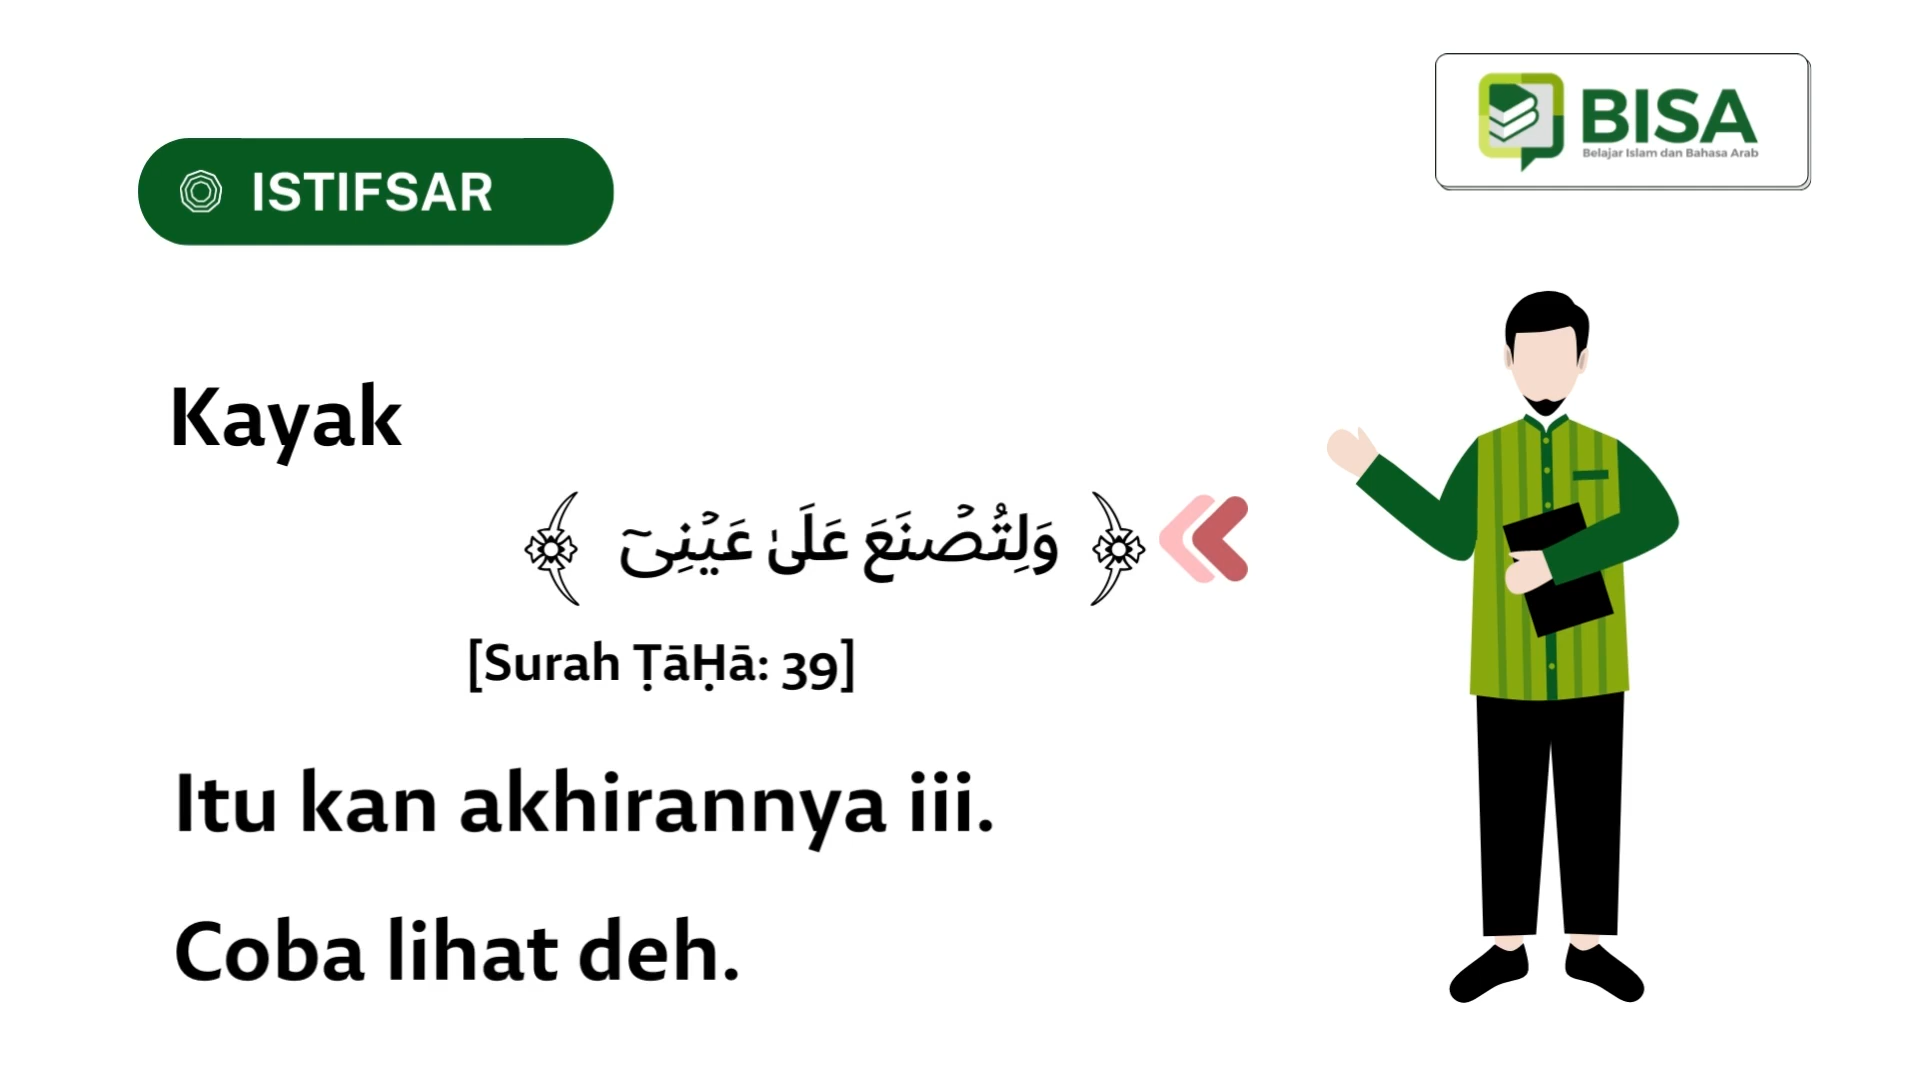 BISA
Belajar Islam dan Bahasa Arab
ISTIFSAR
Kayak
﴿ وَلِتُصۡنَعَ عَلَىٰ عَيۡنِىٓ ﴾
[Surah ṬāḤā: 39]
Itu kan akhirannya iii.
Coba lihat deh.